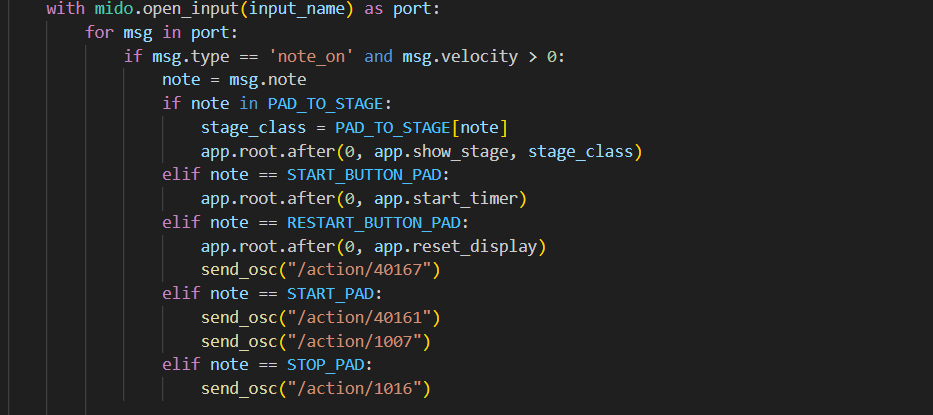 with mido.open_input(input_name) as port:
    for msg in port:
        if msg.type == 'note_on' and msg.velocity > 0:
            note = msg.note
            if note in PAD_TO_STAGE:
                stage_class = PAD_TO_STAGE[note]
                app.root.after(0, app.show_stage, stage_class)
            elif note == START_BUTTON_PAD:
                app.root.after(0, app.start_timer)
            elif note == RESTART_BUTTON_PAD:
                app.root.after(0, app.reset_display)
                send_osc("/action/40167")
            elif note == START_PAD:
                send_osc("/action/40161")
                send_osc("/action/1007")
            elif note == STOP_PAD:
                send_osc("/action/1016")